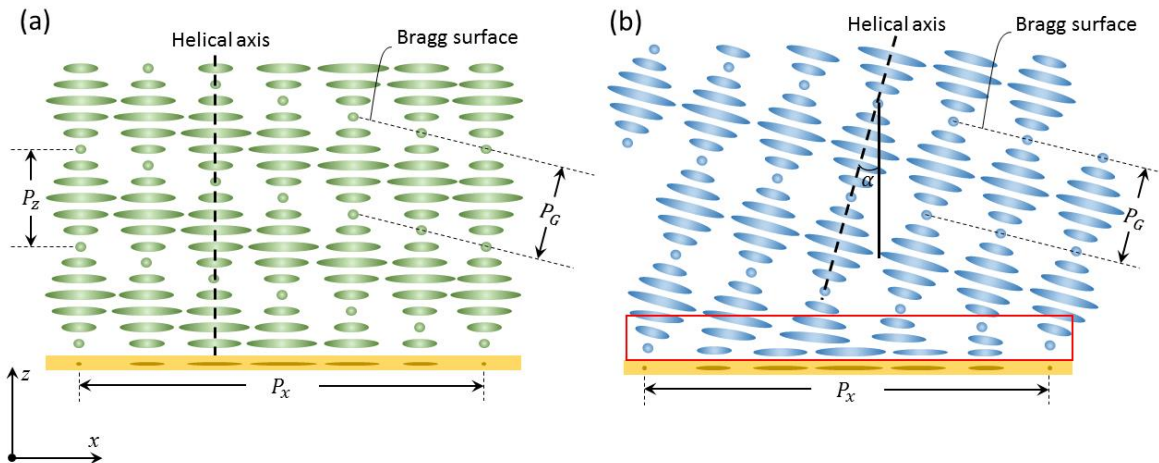 (a)
Helical axis
Bragg surface
P_z
P_G
P_x
z
x
(b)
Helical axis
Bragg surface
α
P_G
P_x